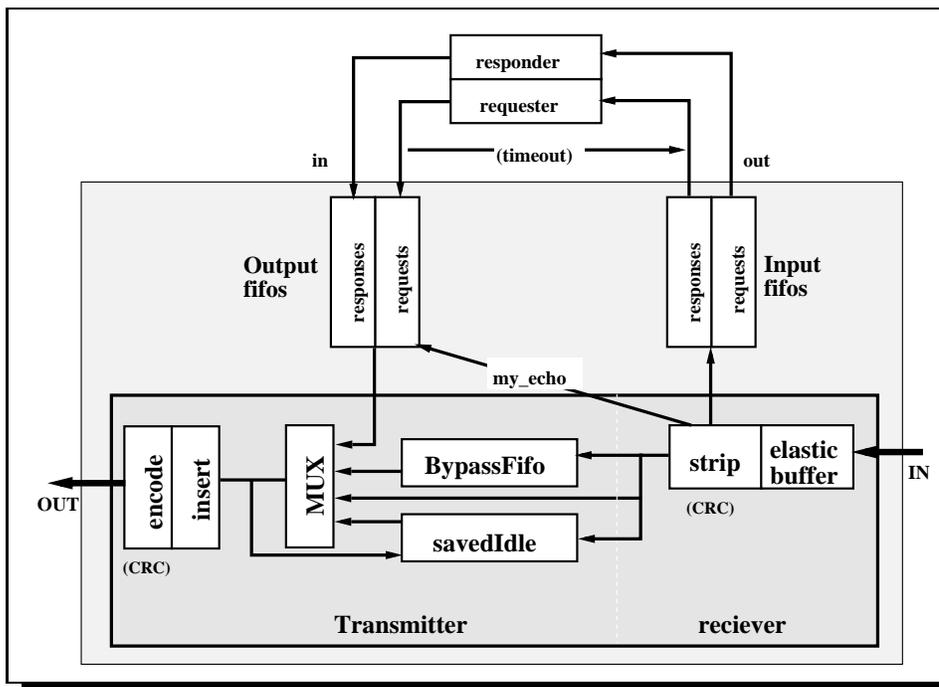 responder
requester
in
(timeout)
out
Output
fifos
responses
requests
responses
requests
Input
fifos
my_echo
encode
insert
MUX
BypassFifo
strip
elastic
buffer
IN
OUT
(CRC)
savedIdle
(CRC)
Transmitter
reciever